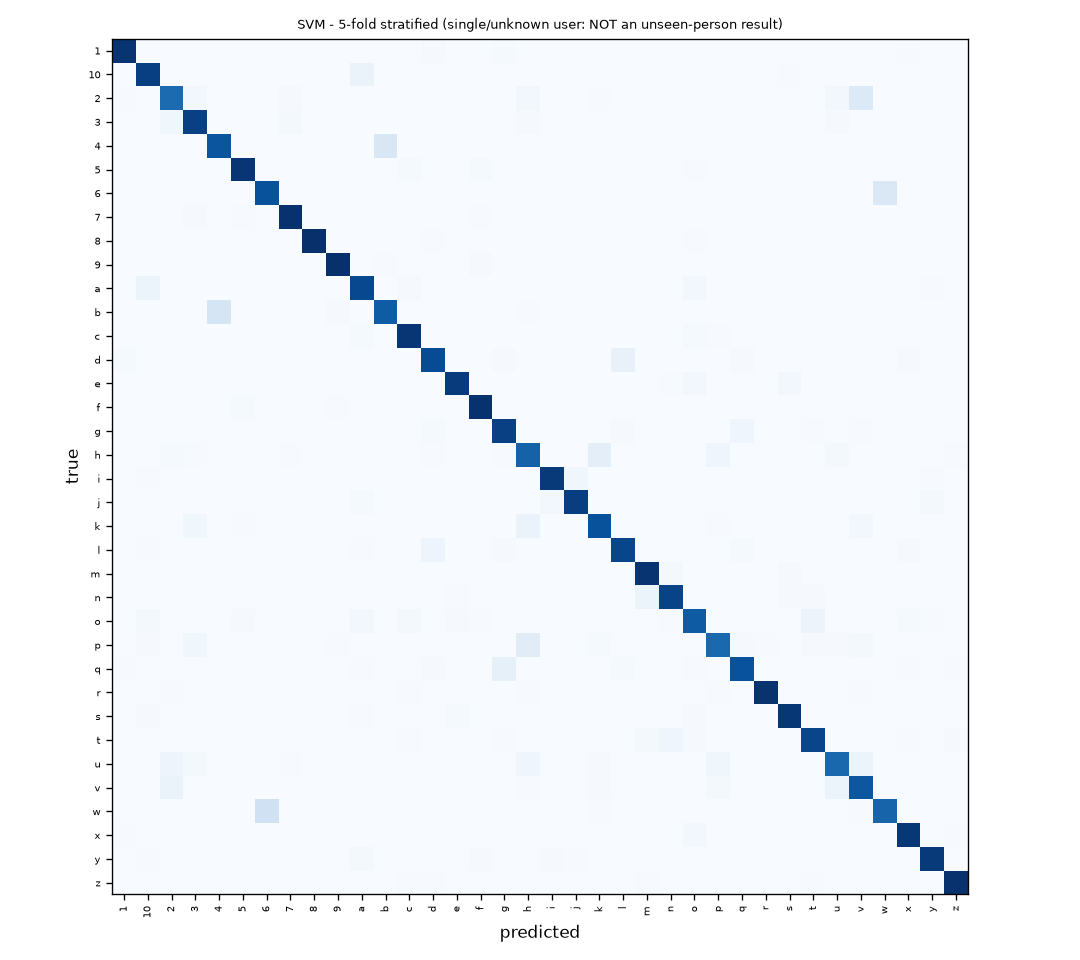 SVM - 5-fold stratified (single/unknown user: NOT an unseen-person result)
true
1
10
2
3
4
5
6
7
8
9
a
b
c
d
e
f
g
h
i
j
k
l
m
n
o
p
q
r
s
t
u
v
w
x
y
z
1 10 2 3 4 5 6 7 8 9 a b c d e f g h i j k l m n o p q r s t u v w x y z
predicted